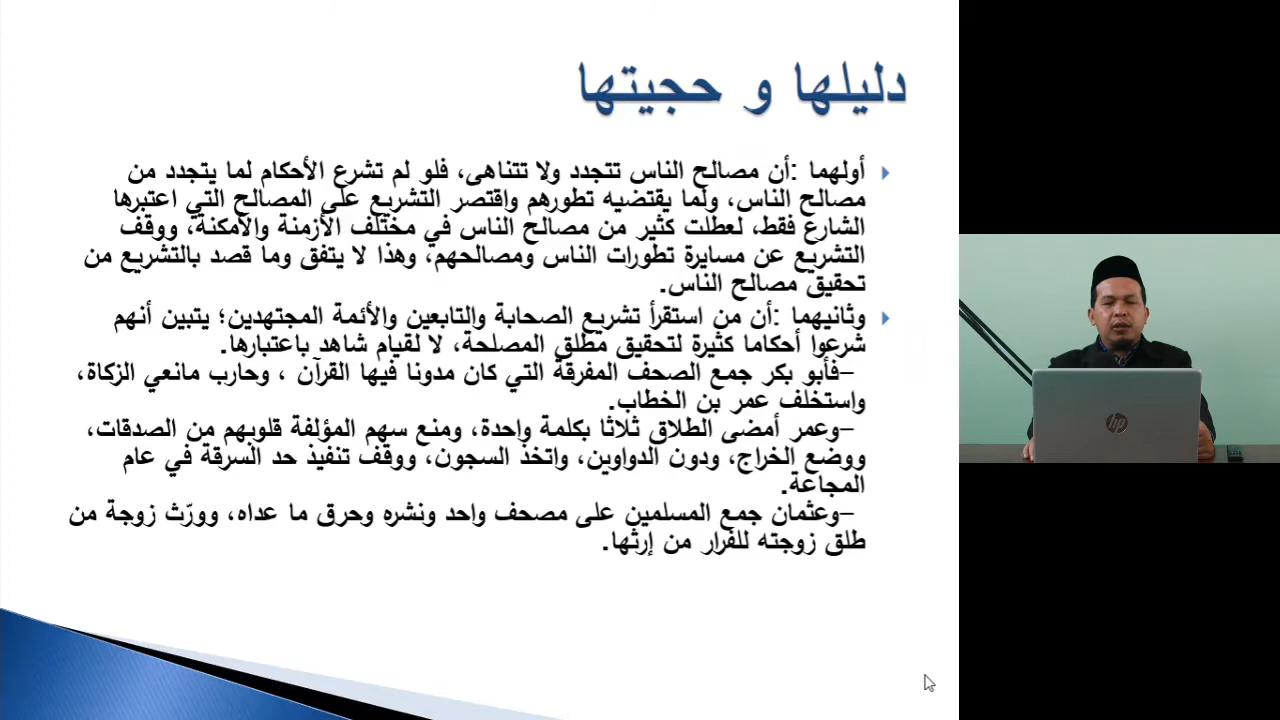 دليلها و حجيتها
أولهما :أن مصالح الناس تتجدد ولا تتناهى، فلو لم تشرع الأحكام لما يتجدد من
مصالح الناس، ولما يقتضيه تطورهم واقتصر التشريع على المصالح التي اعتبرها
الشارع فقط، لعطلت كثير من مصالح الناس في مختلف الأزمنة والأمكنة، ووقف
التشريع عن مسايرة تطورات الناس ومصالحهم، وهذا لا يتفق وما قصد بالتشريع من
تحقيق مصالح الناس.
وثانيهما :أن من استقرأ تشريع الصحابة والتابعين والأئمة المجتهدين؛ يتبين أنهم
شرعوا أحكاما كثيرة لتحقيق مطلق المصلحة، لا لقيام شاهد باعتبارها.
–فأبو بكر جمع الصحف المفرقة التي كان مدونا فيها القرآن ، وحارب مانعي الزكاة،
واستخلف عمر بن الخطاب.
–وعمر أمضى الطلاق ثلاثا بكلمة واحدة، ومنع سهم المؤلفة قلوبهم من الصدقات،
ووضع الخراج، ودون الدواوين، واتخذ السجون، ووقف تنفيذ حد السرقة في عام
المجاعة.
–وعثمان جمع المسلمين على مصحف واحد ونشره وحرق ما عداه، وورّث زوجة من
طلق زوجته للفرار من إرثها.
hp